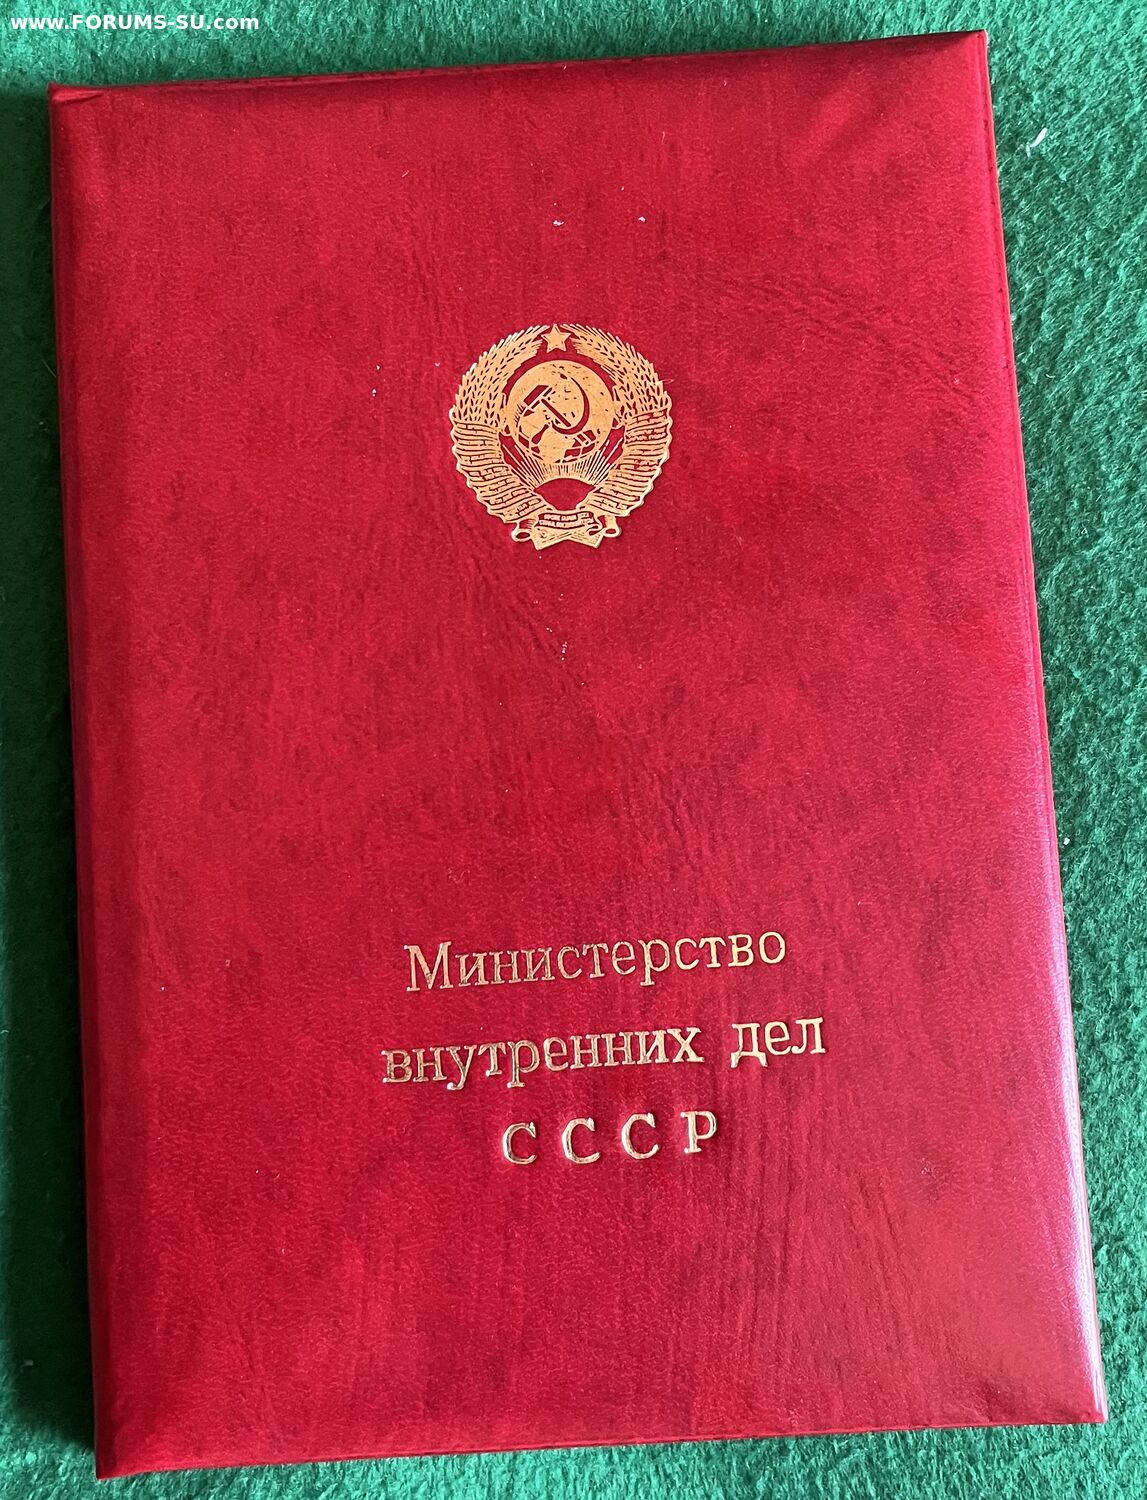 www.FORUMS-SU.com
Министерство
внутренних дел
СССР